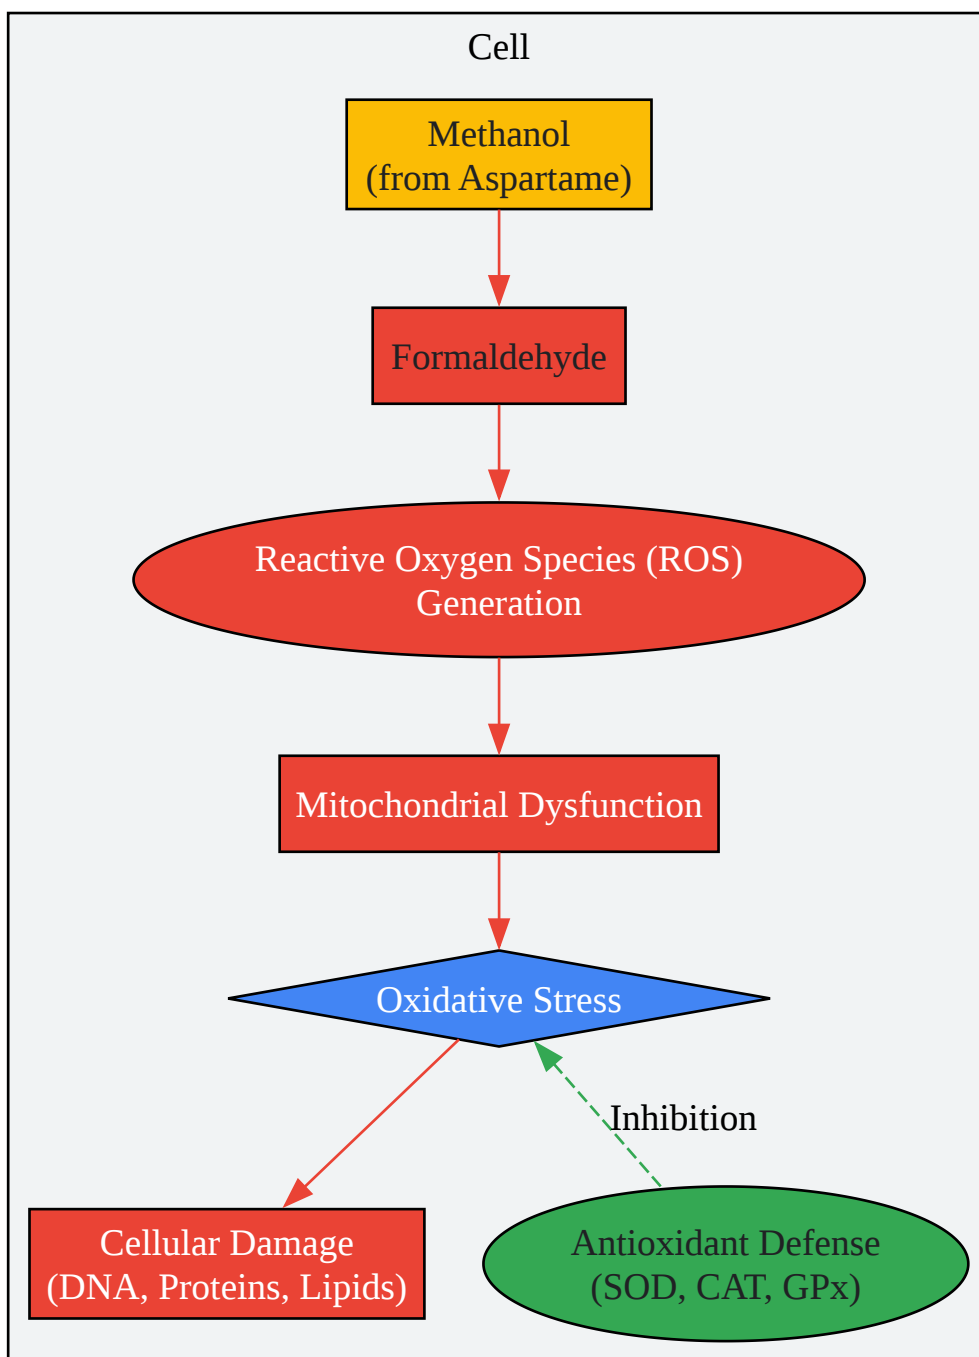 Cell
Methanol
(from Aspartame)
Formaldehyde
Reactive Oxygen Species (ROS)
Generation
Mitochondrial Dysfunction
Oxidative Stress
Inhibition
Cellular Damage
(DNA, Proteins, Lipids)
Antioxidant Defense
(SOD, CAT, GPx)